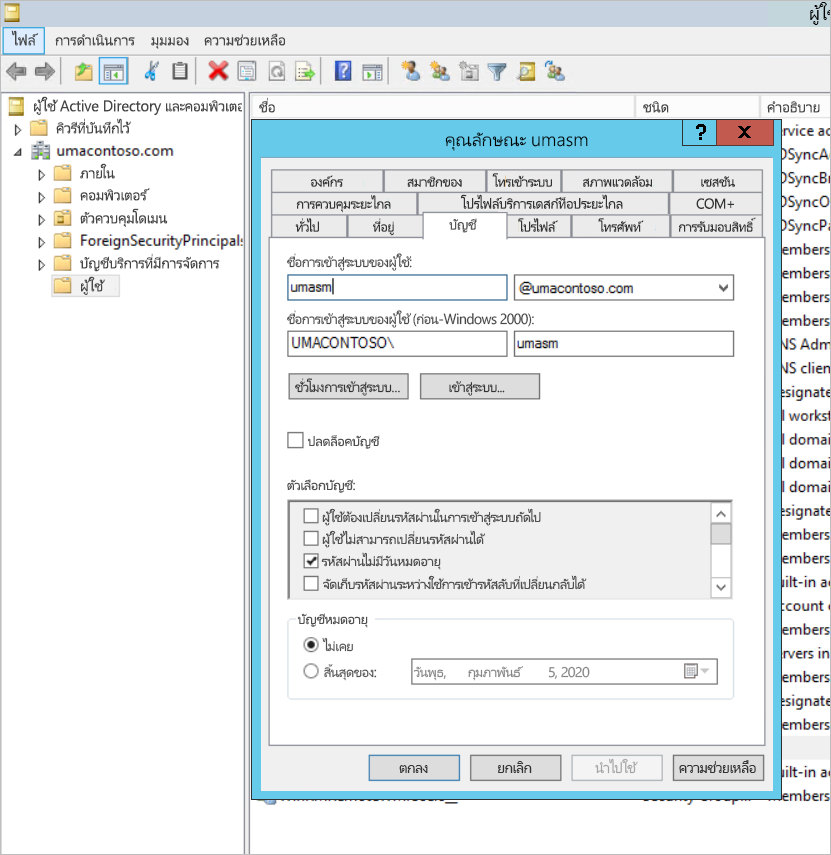 ผู้ใช้
ไฟล์ การดำเนินการ มุมมอง ความช่วยเหลือ
ผู้ใช้ Active Directory และคอมพิวเตอ
คิวรีที่บันทึกไว้
umacontoso.com
ภายใน
คอมพิวเตอร์
ตัวควบคุมโดเมน
ForeignSecurityPrincipals
บัญชีบริการที่มีการจัดการ
ผู้ใช้
ชื่อ ชนิด คำอธิบาย
คุณลักษณะ umasm
? X
องค์กร สมาชิกของ โทรเข้าระบบ สภาพแวดล้อม เซสชัน
การควบคุมระยะไกล โปรไฟล์บริการเดสก์ท็อประยะไกล COM+
ทั่วไป ที่อยู่ บัญชี โปรไฟล์ โทรศัพท์ การรับมอบสิทธิ์
ชื่อการเข้าสู่ระบบของผู้ใช้:
umasm @umacontoso.com
ชื่อการเข้าสู่ระบบของผู้ใช้ (ก่อน-Windows 2000):
UMACONTOSO\ umasm
ชั่วโมงการเข้าสู่ระบบ... เข้าสู่ระบบ...
ปลดล็อคบัญชี
ตัวเลือกบัญชี:
ผู้ใช้ต้องเปลี่ยนรหัสผ่านในการเข้าสู่ระบบถัดไป
ผู้ใช้ไม่สามารถเปลี่ยนรหัสผ่านได้
รหัสผ่านไม่มีวันหมดอายุ
จัดเก็บรหัสผ่านระหว่างใช้การเข้ารหัสลับที่เปลี่ยนกลับได้
บัญชีหมดอายุ
ไม่เคย
สิ้นสุดของ: วันพุธ, กุมภาพันธ์ 5, 2020
ตกลง ยกเลิก นำไปใช้ ความช่วยเหลือ
ervice ac
OSyncA
OSyncBr
OSyncO
OSyncPa
embers
embers
embers
embers
NS Adm
NS clien
esignate
ll workst
ll domai
ll domai
ll domai
esignate
embers
embers
uilt-in ac
ccount o
embers
ervers in
embers
esignate
embers
uilt-in ac
embers